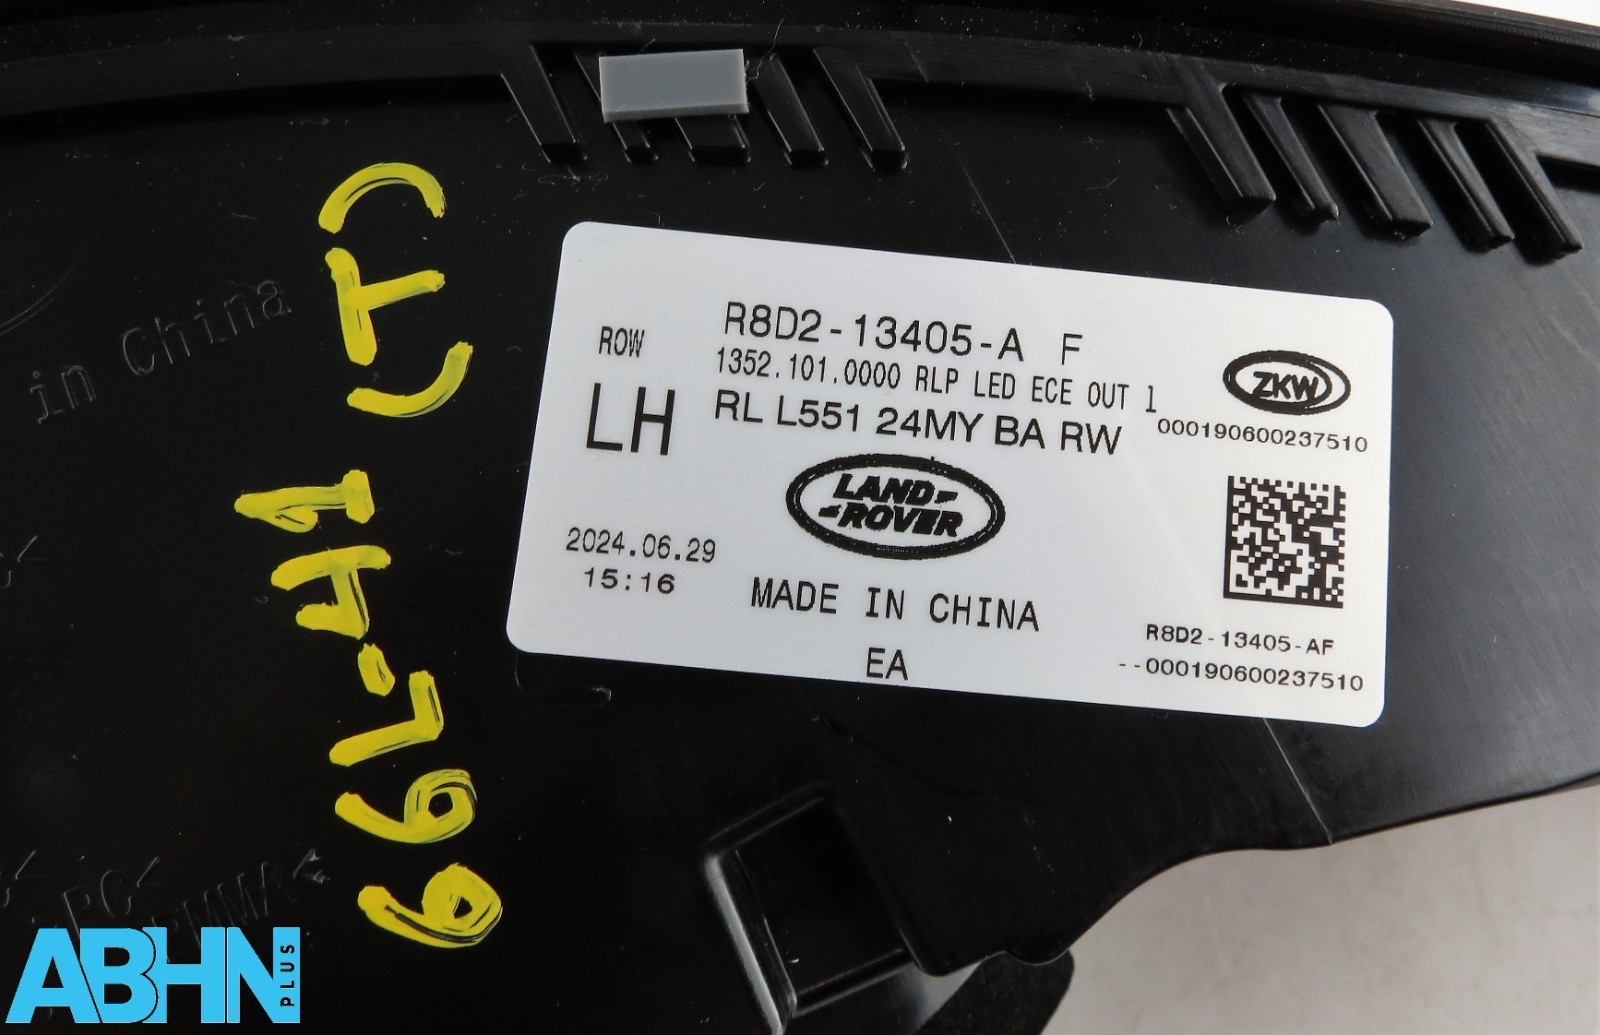 66L-41 (T)
in China
PC<
PMMA<
ROW
R8D2-13405-A F
1352.101.0000 RLP LED ECE OUT 1
LH
RL L551 24MY BA RW
ZKW
000190600237510
LAND-
-ROVER
2024.06.29
15:16
MADE IN CHINA
EA
R8D2-13405-AF
--000190600237510
ABHN
PLUS